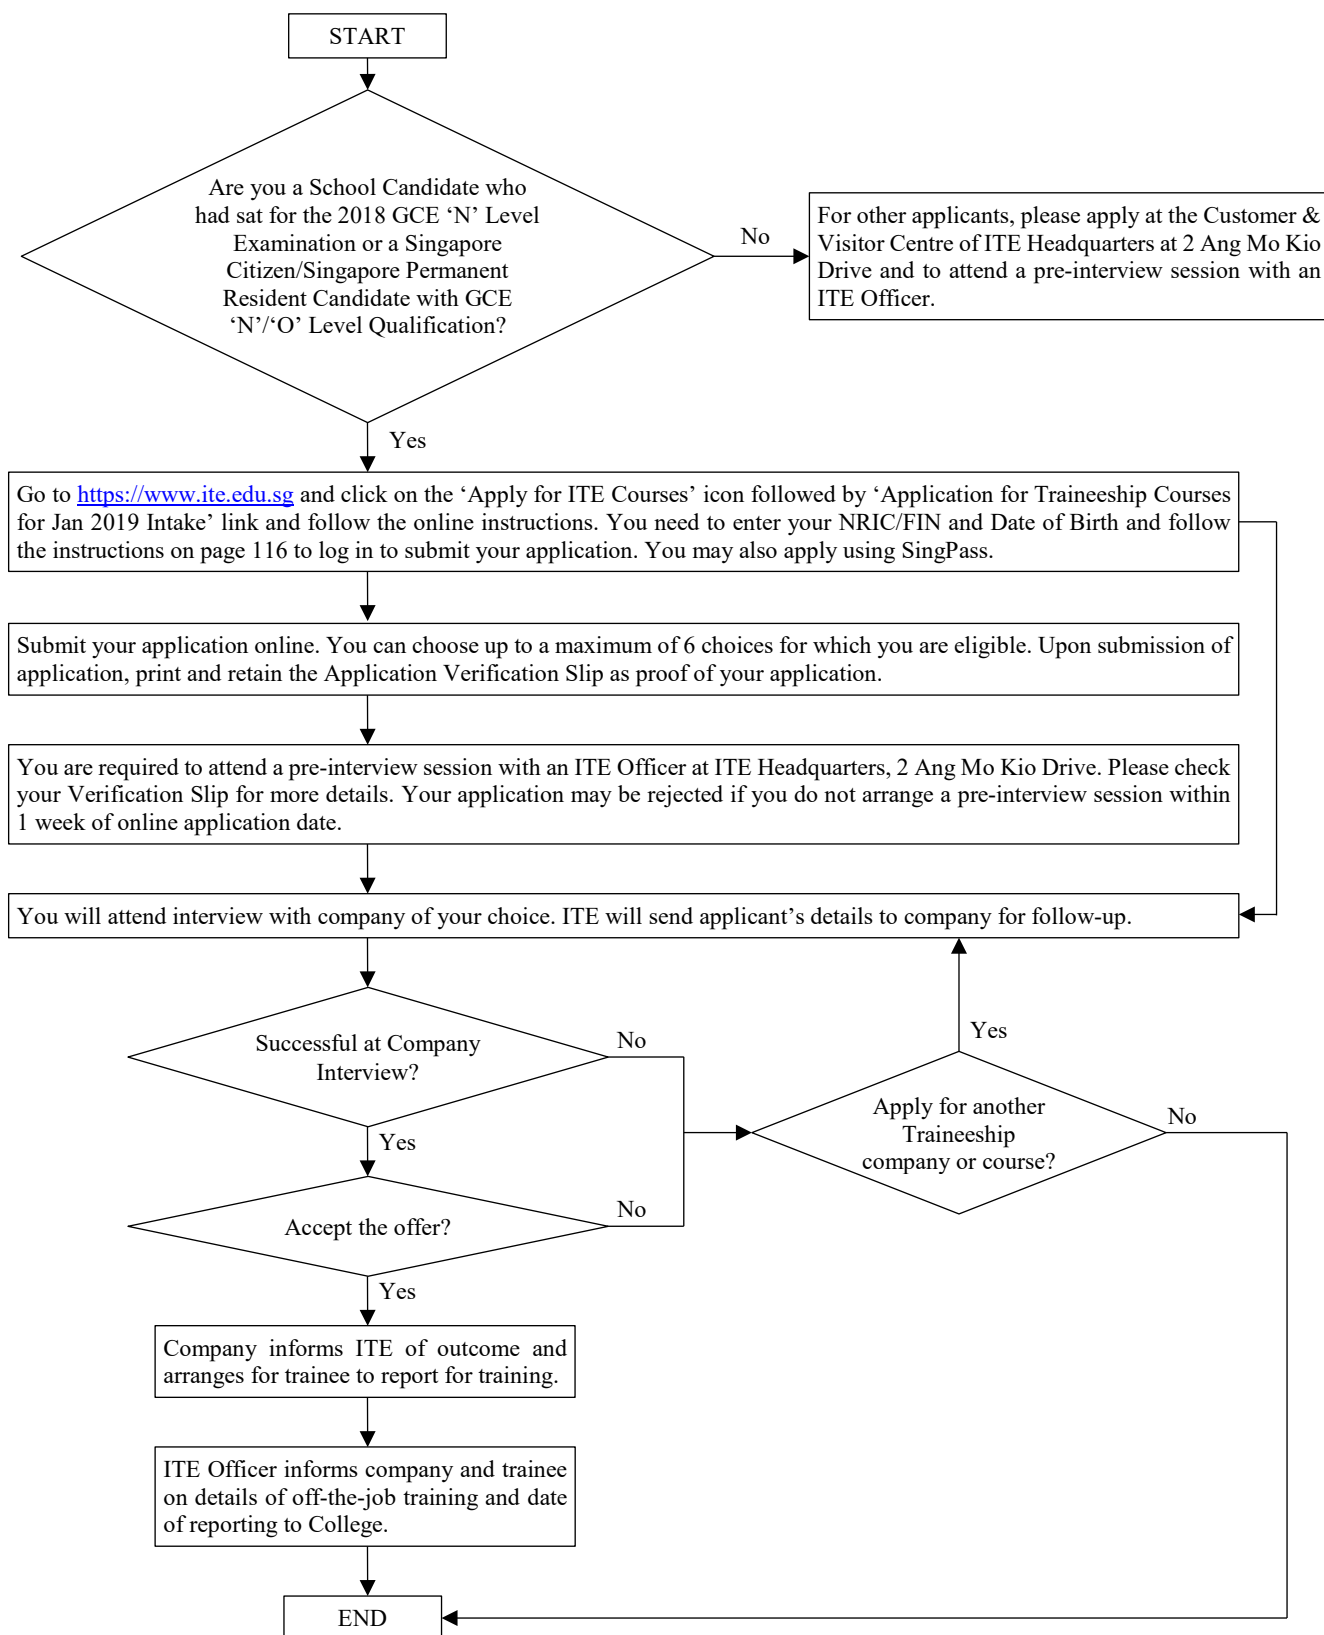 START
Are you a School Candidate who
had sat for the 2018 GCE ‘N’ Level
Examination or a Singapore
Citizen/Singapore Permanent
Resident Candidate with GCE
‘N’/‘O’ Level Qualification?
No
For other applicants, please apply at the Customer &
Visitor Centre of ITE Headquarters at 2 Ang Mo Kio
Drive and to attend a pre-interview session with an
ITE Officer.
Yes
Go to https://www.ite.edu.sg and click on the ‘Apply for ITE Courses’ icon followed by ‘Application for Traineeship Courses
for Jan 2019 Intake’ link and follow the online instructions. You need to enter your NRIC/FIN and Date of Birth and follow
the instructions on page 116 to log in to submit your application. You may also apply using SingPass.
Submit your application online. You can choose up to a maximum of 6 choices for which you are eligible. Upon submission of
application, print and retain the Application Verification Slip as proof of your application.
You are required to attend a pre-interview session with an ITE Officer at ITE Headquarters, 2 Ang Mo Kio Drive. Please check
your Verification Slip for more details. Your application may be rejected if you do not arrange a pre-interview session within
1 week of online application date.
You will attend interview with company of your choice. ITE will send applicant’s details to company for follow-up.
Successful at Company
Interview?
No
Yes
Accept the offer?
No
Yes
Apply for another
Traineeship
company or course?
Yes
No
Company informs ITE of outcome and
arranges for trainee to report for training.
ITE Officer informs company and trainee
on details of off-the-job training and date
of reporting to College.
END